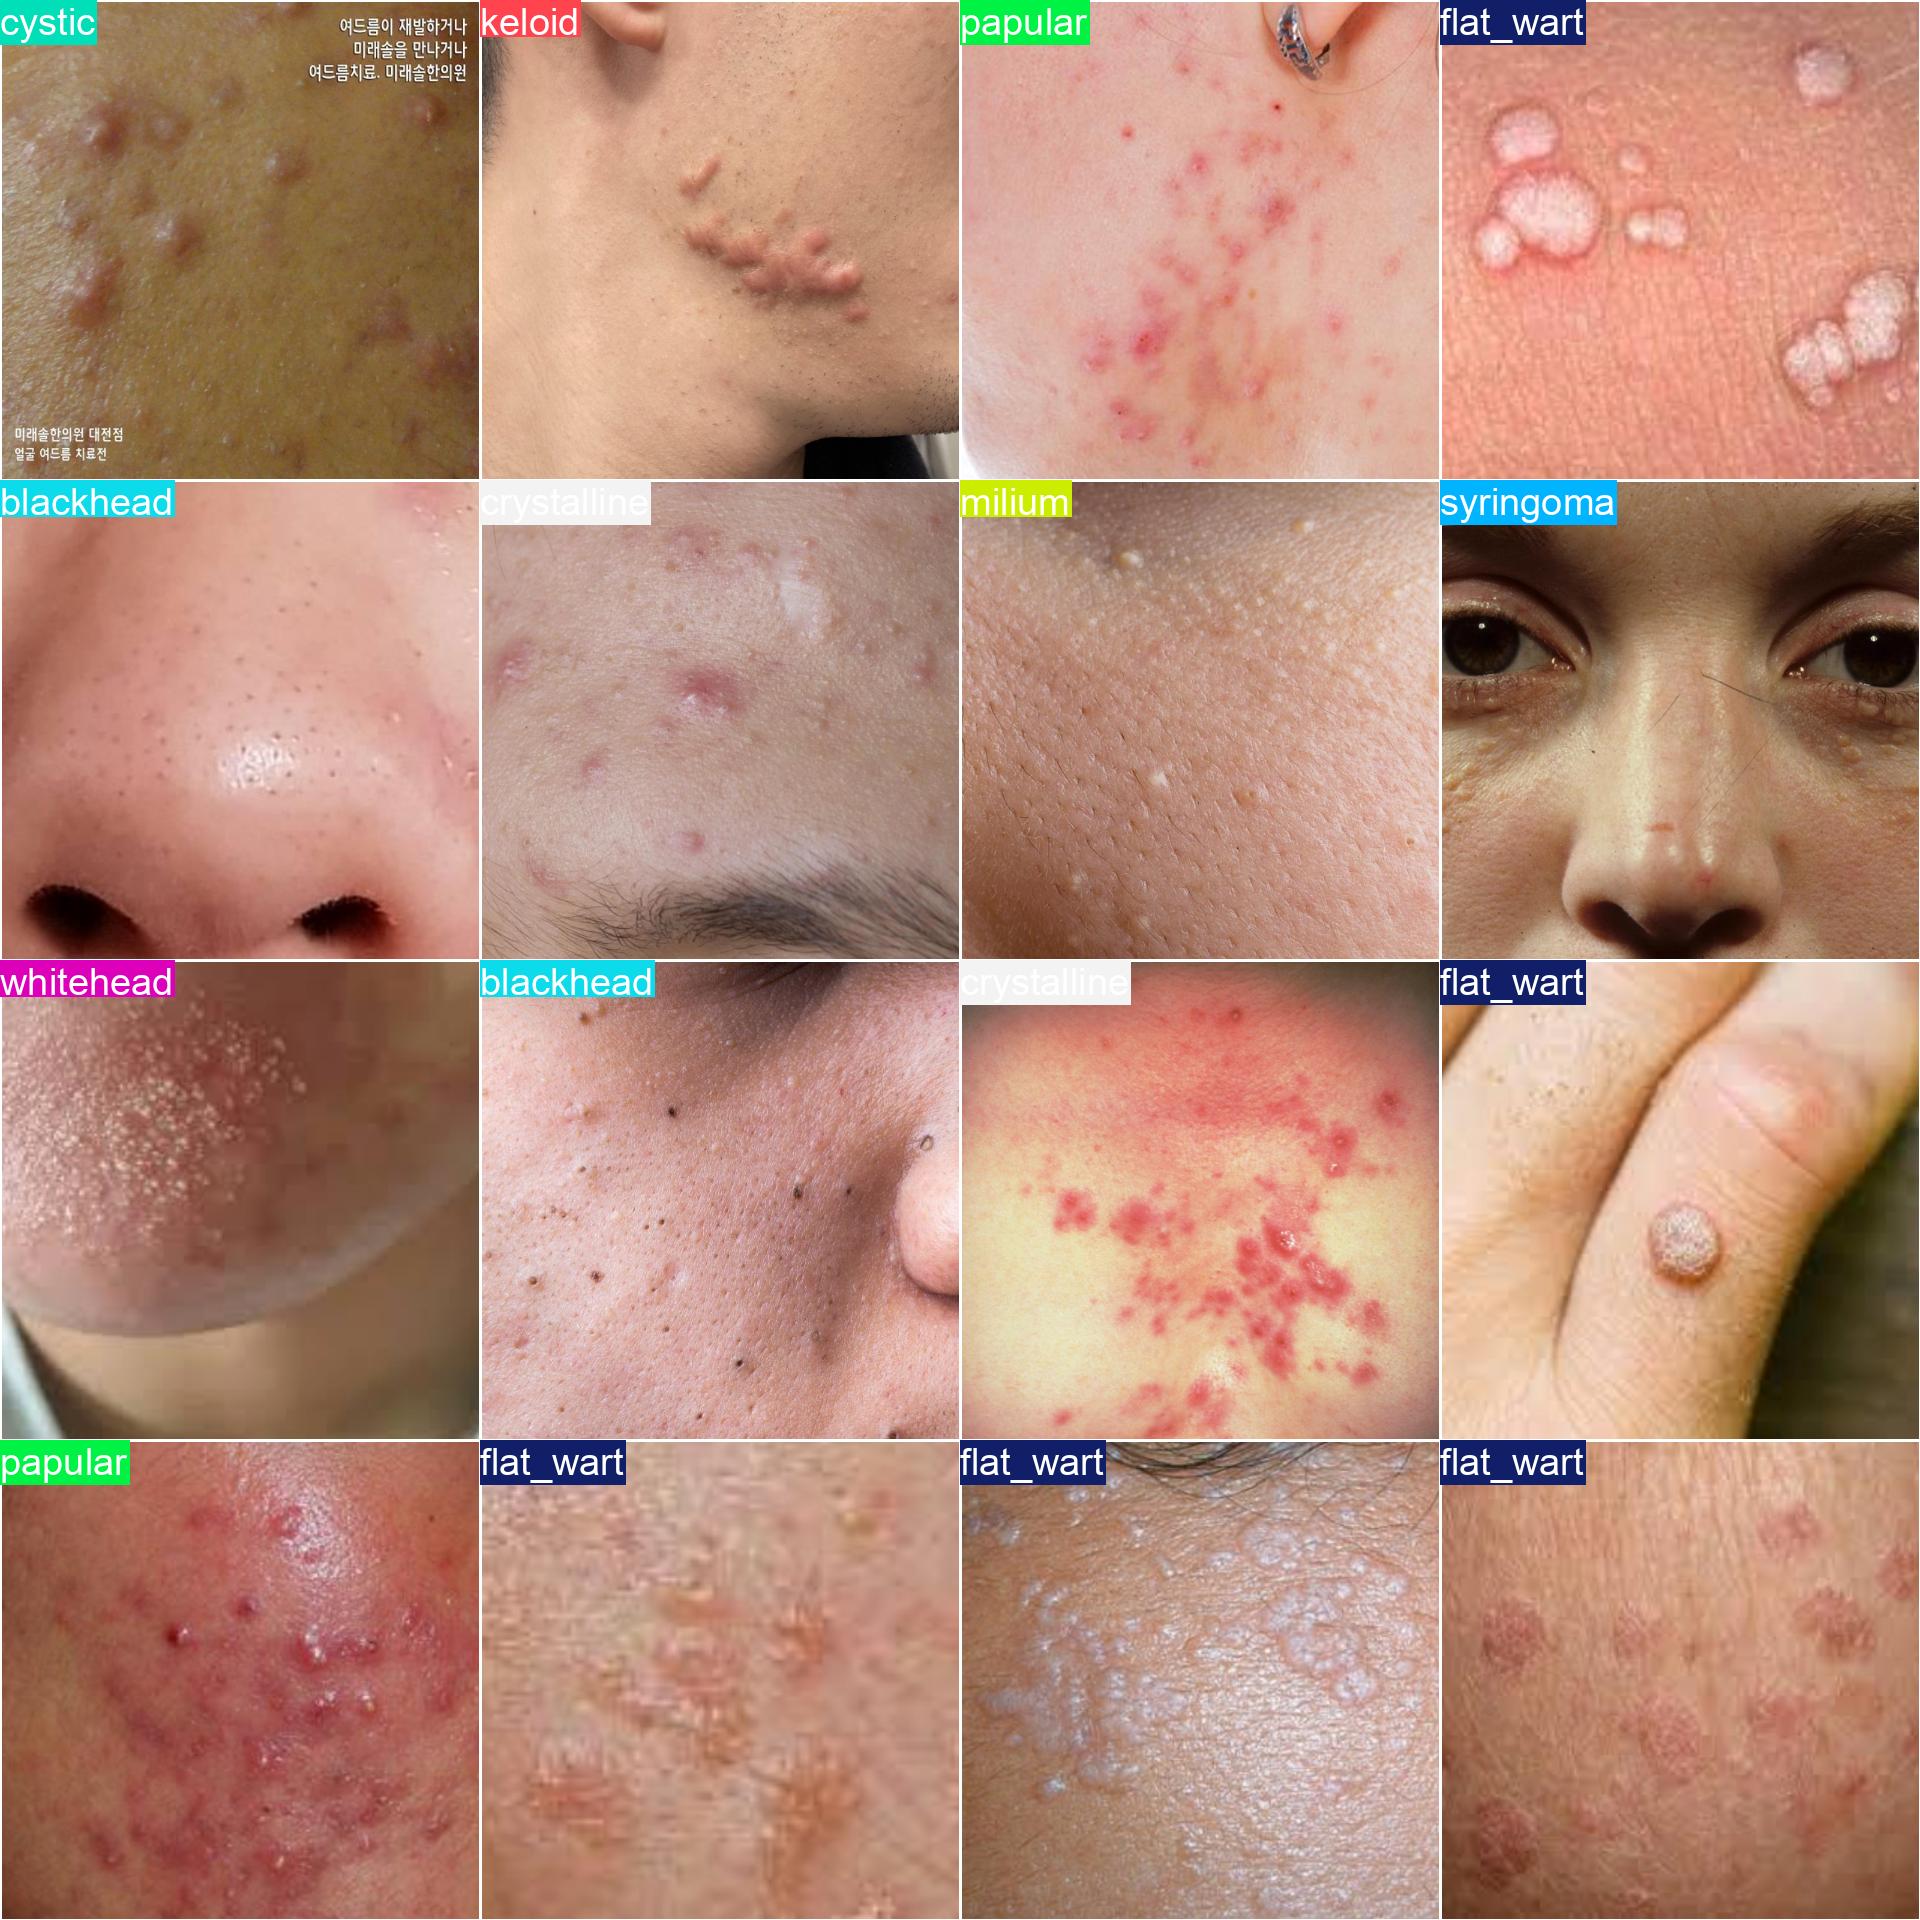 cystic
여드름이 재발하거나
미래솔을 만나거나
여드름치료. 미래솔한의원
미래솔한의원 대전점
얼굴 여드름 치료전
keloid
papular
flat_wart
blackhead
crystalline
milium
syringoma
whitehead
blackhead
crystalline
flat_wart
papular
flat_wart
flat_wart
flat_wart